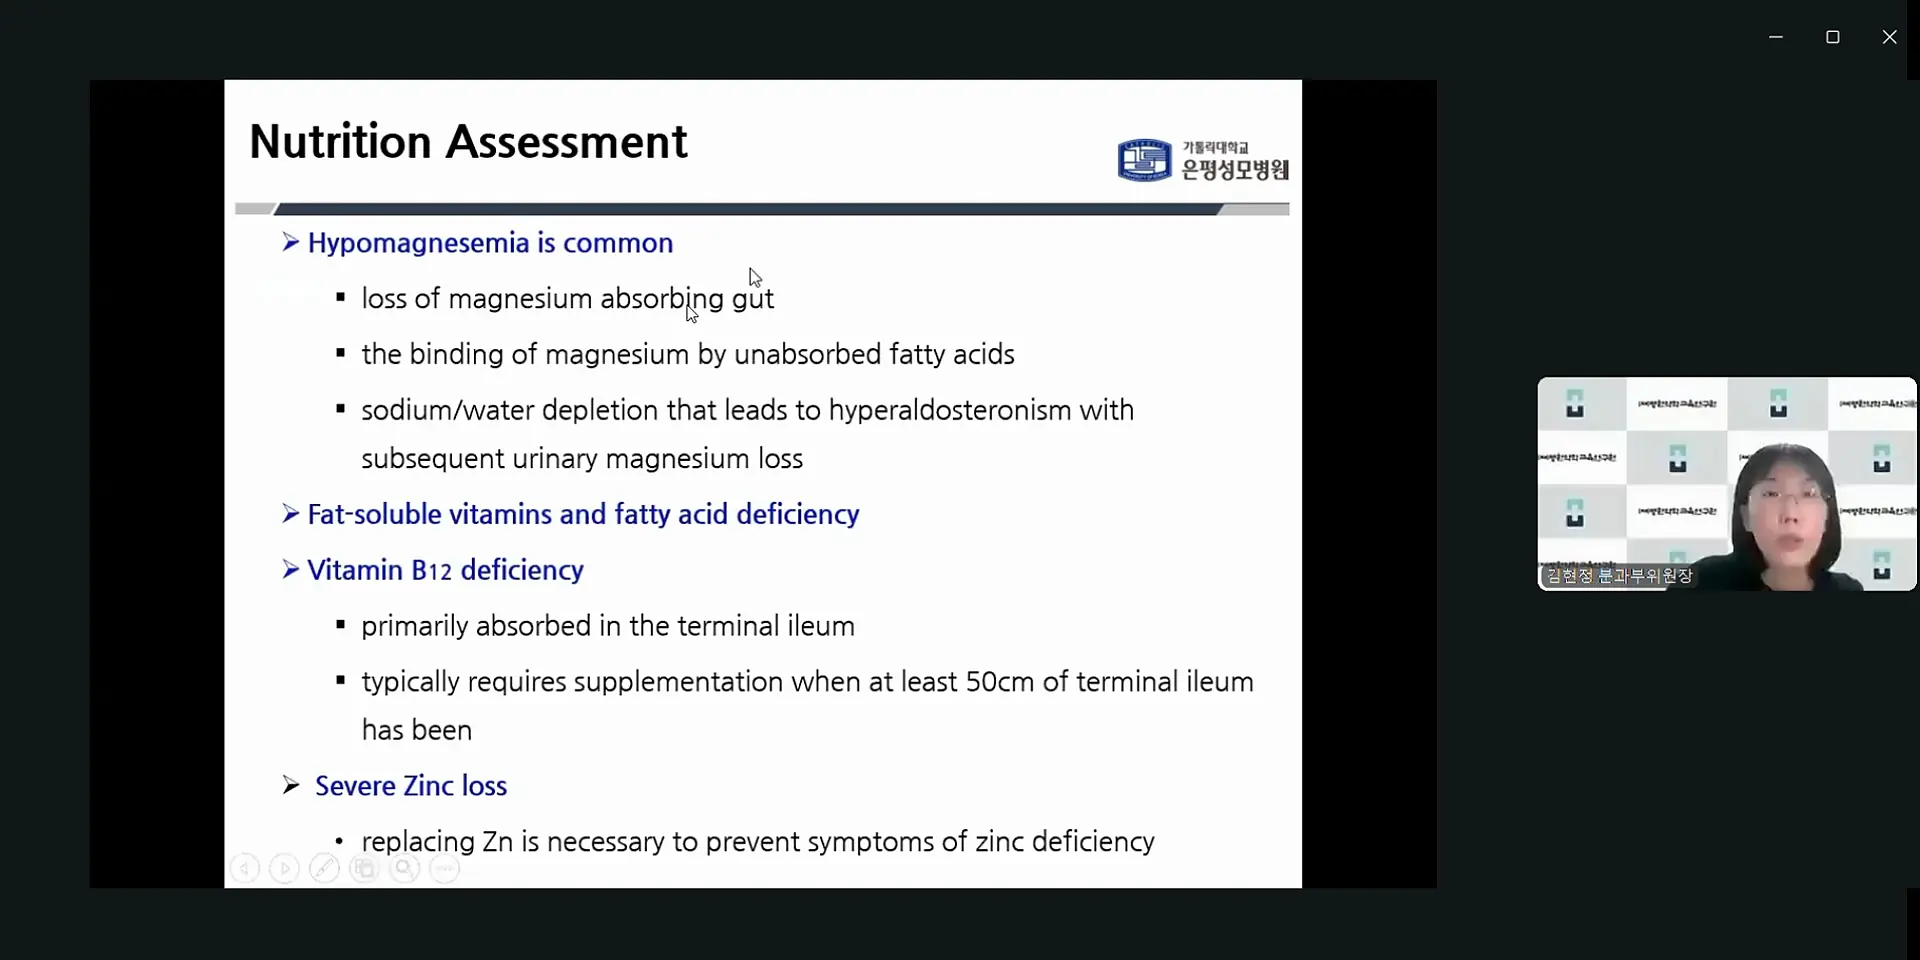 Nutrition Assessment
가톨릭대학교
은평성모병원
➢ Hypomagnesemia is common
▪ loss of magnesium absorbing gut
▪ the binding of magnesium by unabsorbed fatty acids
▪ sodium/water depletion that leads to hyperaldosteronism with
subsequent urinary magnesium loss
➢ Fat-soluble vitamins and fatty acid deficiency
➢ Vitamin B12 deficiency
▪ primarily absorbed in the terminal ileum
▪ typically requires supplementation when at least 50cm of terminal ileum
has been
➢ Severe Zinc loss
• replacing Zn is necessary to prevent symptoms of zinc deficiency
김현정 분과부위원장